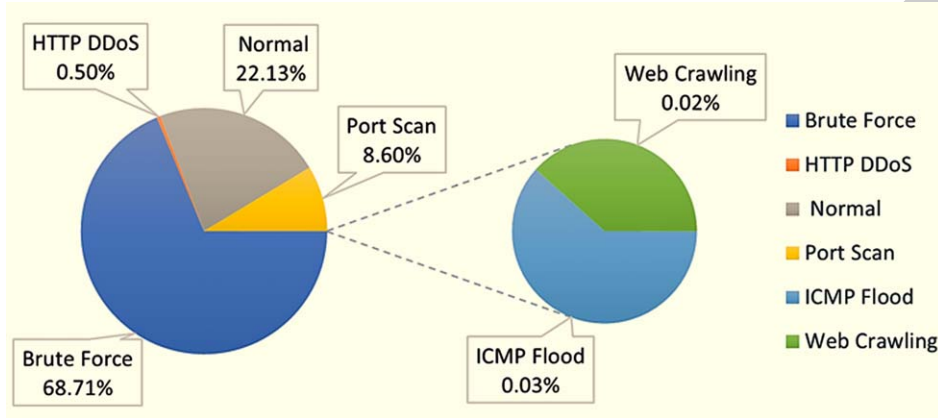 HTTP DDoS
0.50%
Normal
22.13%
Port Scan
8.60%
Brute Force
68.71%
Web Crawling
0.02%
ICMP Flood
0.03%
Brute Force
HTTP DDoS
Normal
Port Scan
ICMP Flood
Web Crawling